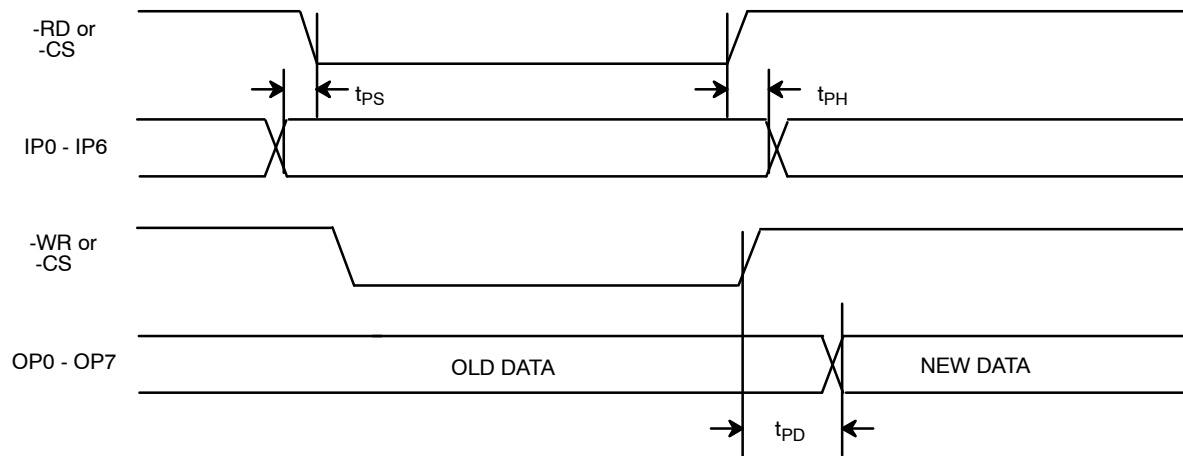 -RD or
-CS
tPS
tPH
IP0 - IP6
-WR or
-CS
OP0 - OP7
OLD DATA
NEW DATA
tPD